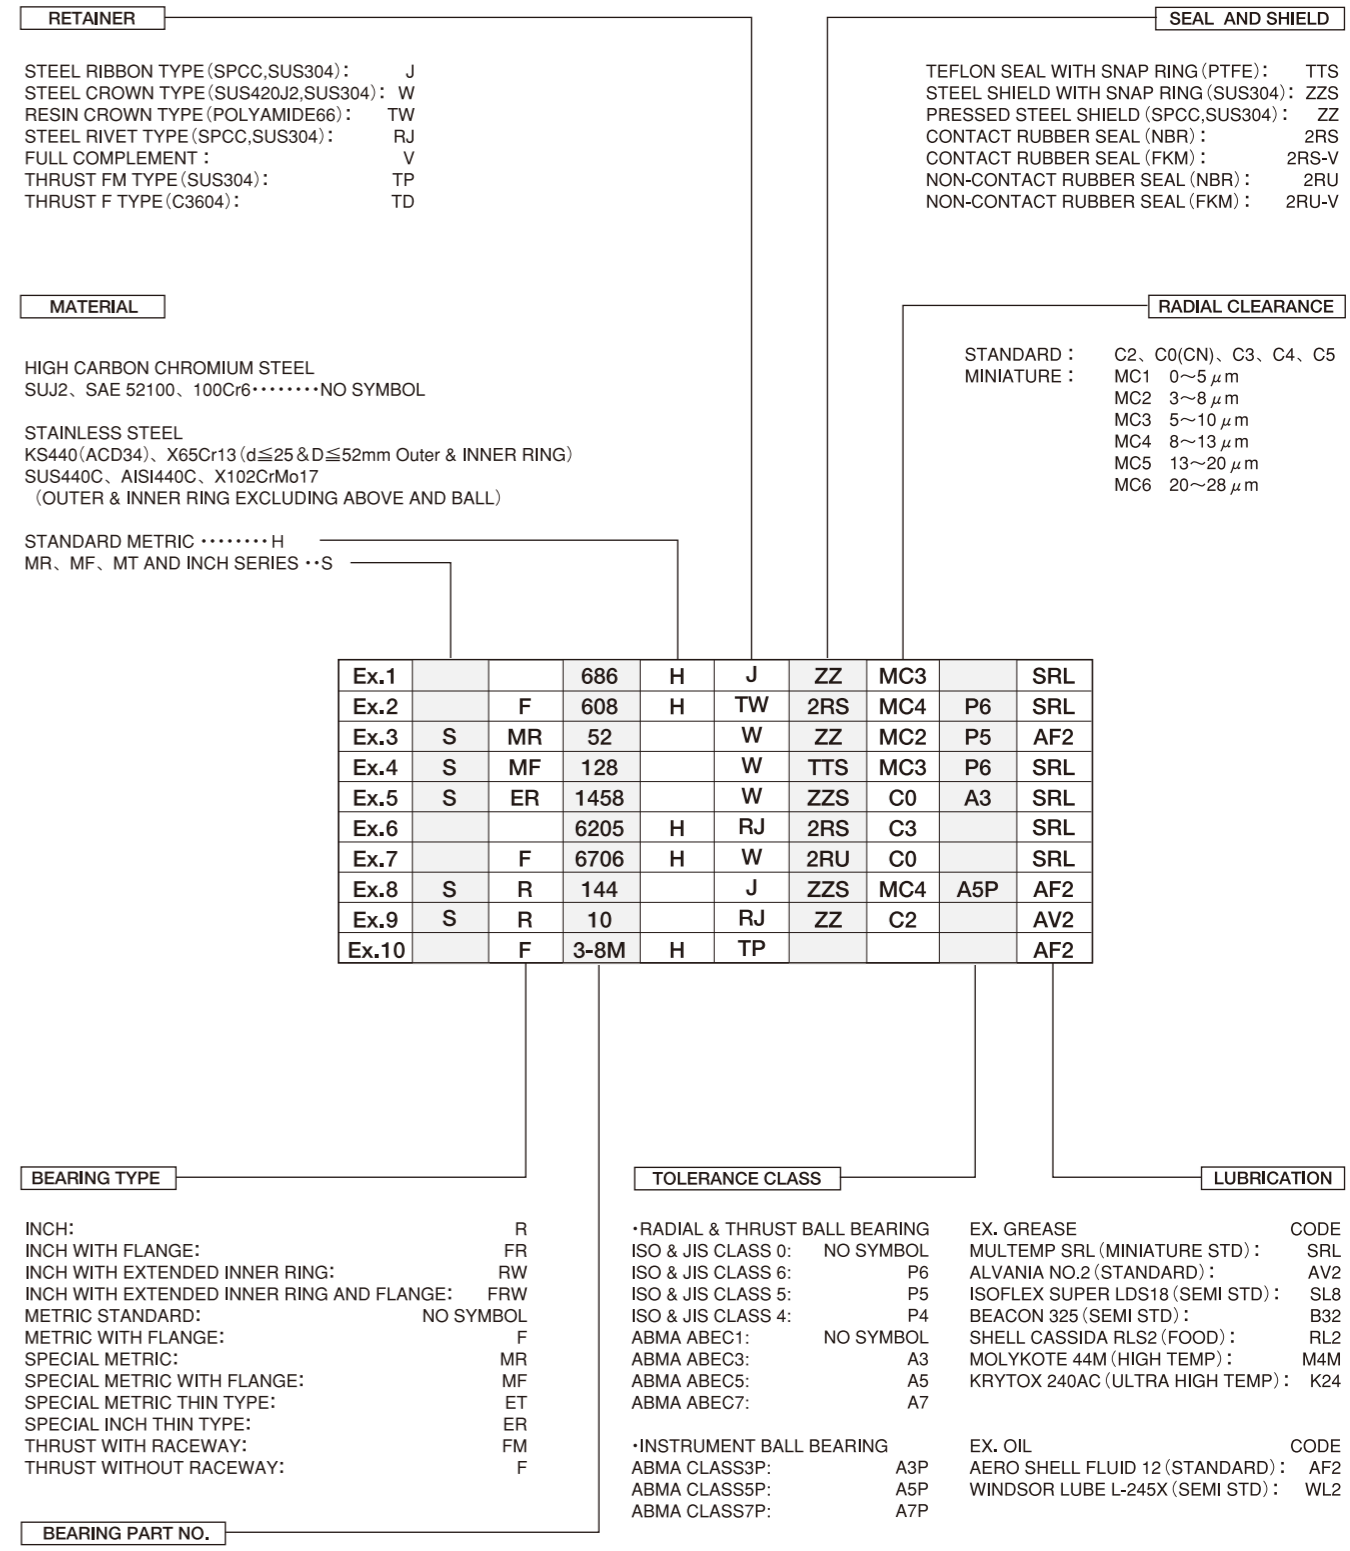 RETAINER
STEEL RIBBON TYPE(SPCC,SUS304): J
STEEL CROWN TYPE(SUS420J2,SUS304): W
RESIN CROWN TYPE(POLYAMIDE66): TW
STEEL RIVET TYPE(SPCC,SUS304): RJ
FULL COMPLEMENT: V
THRUST FM TYPE(SUS304): TP
THRUST F TYPE(C3604): TD
SEAL AND SHIELD
TEFLON SEAL WITH SNAP RING(PTFE): TTS
STEEL SHIELD WITH SNAP RING(SUS304): ZZS
PRESSED STEEL SHIELD(SPCC,SUS304): ZZ
CONTACT RUBBER SEAL(NBR): 2RS
CONTACT RUBBER SEAL(FKM): 2RS-V
NON-CONTACT RUBBER SEAL(NBR): 2RU
NON-CONTACT RUBBER SEAL(FKM): 2RU-V
MATERIAL
HIGH CARBON CHROMIUM STEEL
SUJ2、SAE 52100、100Cr6········NO SYMBOL
STAINLESS STEEL
KS440(ACD34)、X65Cr13(d≦25&D≦52mm Outer & INNER RING)
SUS440C、AISI440C、X102CrMo17
(OUTER & INNER RING EXCLUDING ABOVE AND BALL)
STANDARD METRIC ········H
MR、MF、MT AND INCH SERIES ··S
RADIAL CLEARANCE
STANDARD: C2、C0(CN)、C3、C4、C5
MINIATURE: MC1 0〜5μm
MC2 3〜8μm
MC3 5〜10μm
MC4 8〜13μm
MC5 13〜20μm
MC6 20〜28μm
Ex.1 686 H J ZZ MC3 SRL
Ex.2 F 608 H TW 2RS MC4 P6 SRL
Ex.3 S MR 52 W ZZ MC2 P5 AF2
Ex.4 S MF 128 W TTS MC3 P6 SRL
Ex.5 S ER 1458 W ZZS C0 A3 SRL
Ex.6 6205 H RJ 2RS C3 SRL
Ex.7 F 6706 H W 2RU C0 SRL
Ex.8 S R 144 J ZZS MC4 A5P AF2
Ex.9 S R 10 RJ ZZ C2 AV2
Ex.10 F 3-8M H TP AF2
BEARING TYPE
INCH: R
INCH WITH FLANGE: FR
INCH WITH EXTENDED INNER RING: RW
INCH WITH EXTENDED INNER RING AND FLANGE: FRW
METRIC STANDARD: NO SYMBOL
METRIC WITH FLANGE: F
SPECIAL METRIC: MR
SPECIAL METRIC WITH FLANGE: MF
SPECIAL METRIC THIN TYPE: ET
SPECIAL INCH THIN TYPE: ER
THRUST WITH RACEWAY: FM
THRUST WITHOUT RACEWAY: F
BEARING PART NO.
TOLERANCE CLASS
·RADIAL & THRUST BALL BEARING
ISO & JIS CLASS 0: NO SYMBOL
ISO & JIS CLASS 6: P6
ISO & JIS CLASS 5: P5
ISO & JIS CLASS 4: P4
ABMA ABEC1: NO SYMBOL
ABMA ABEC3: A3
ABMA ABEC5: A5
ABMA ABEC7: A7
·INSTRUMENT BALL BEARING
ABMA CLASS3P: A3P
ABMA CLASS5P: A5P
ABMA CLASS7P: A7P
LUBRICATION
EX. GREASE CODE
MULTEMP SRL(MINIATURE STD): SRL
ALVANIA NO.2(STANDARD): AV2
ISOFLEX SUPER LDS18(SEMI STD): SL8
BEACON 325(SEMI STD): B32
SHELL CASSIDA RLS2(FOOD): RL2
MOLYKOTE 44M(HIGH TEMP): M4M
KRYTOX 240AC(ULTRA HIGH TEMP): K24
EX. OIL CODE
AERO SHELL FLUID 12(STANDARD): AF2
WINDSOR LUBE L-245X(SEMI STD): WL2